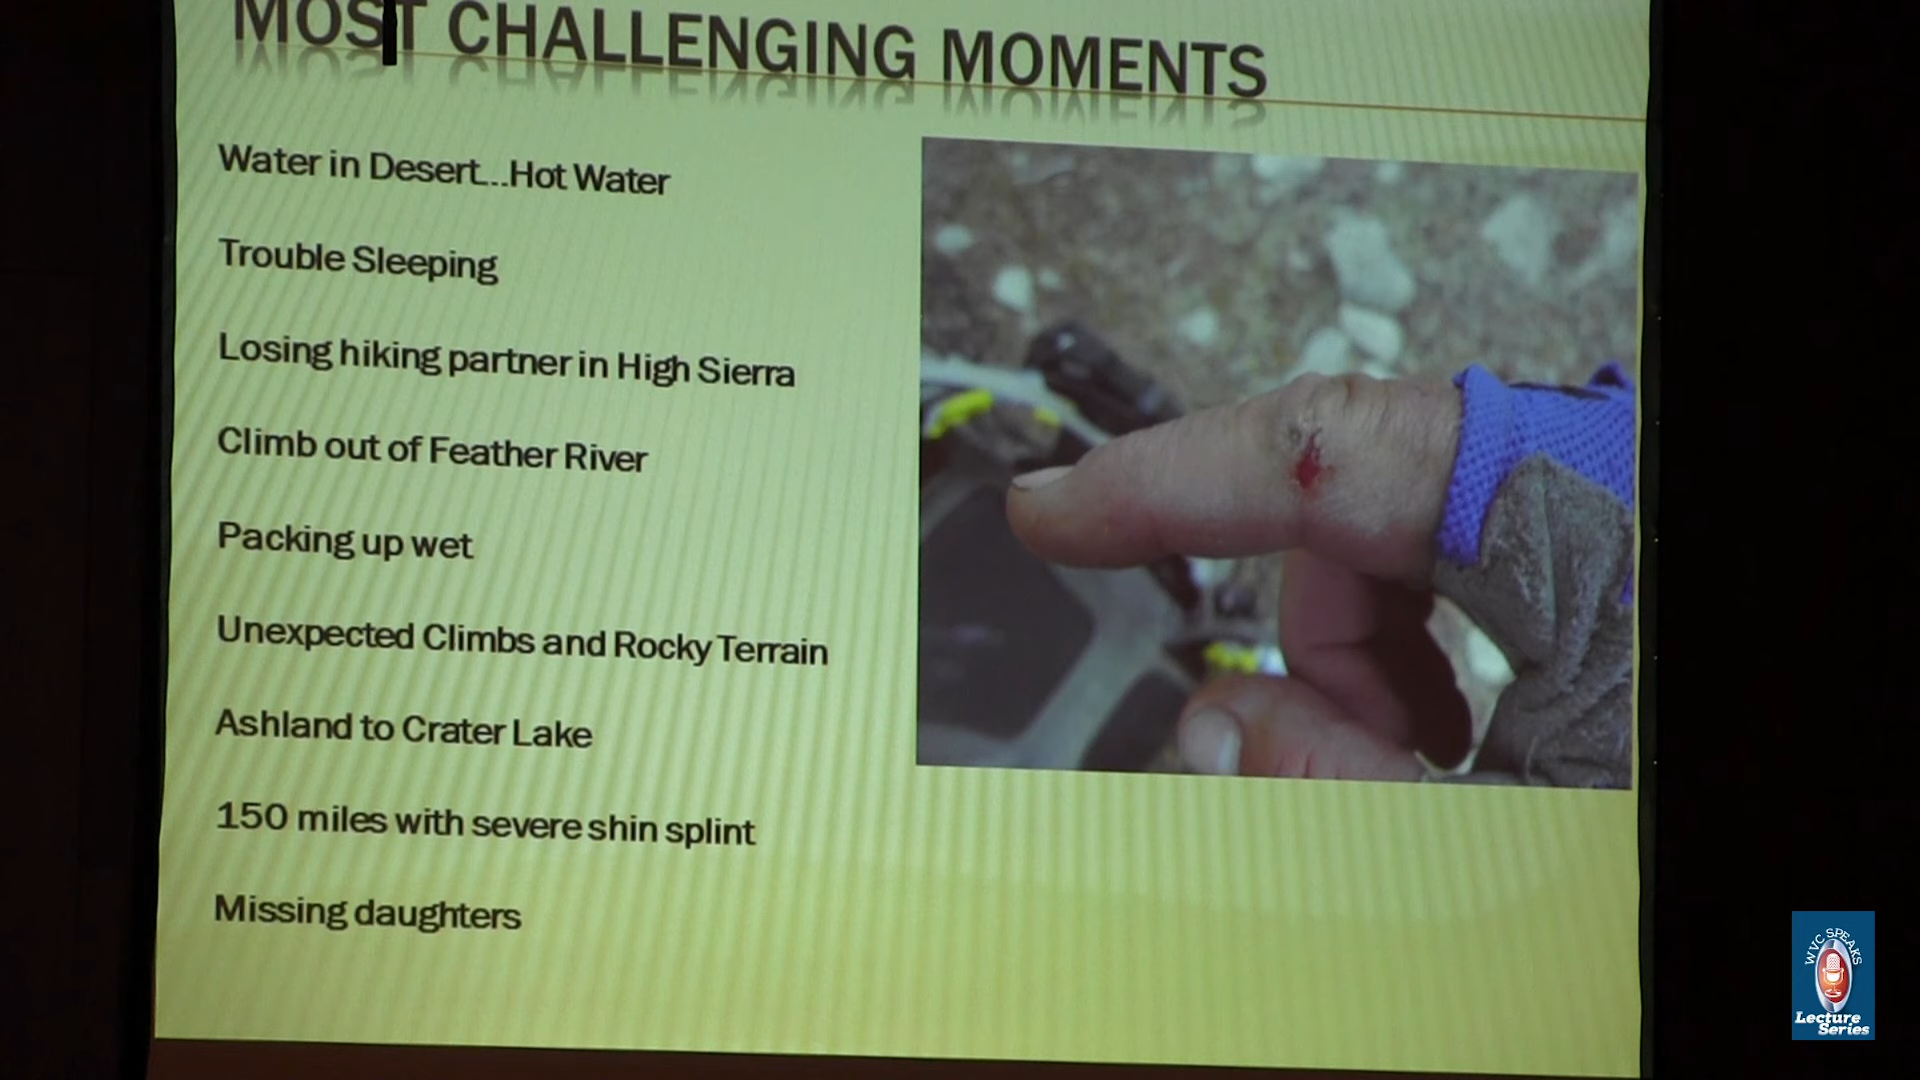 MOST CHALLENGING MOMENTS
Water in Desert...Hot Water
Trouble Sleeping
Losing hiking partner in High Sierra
Climb out of Feather River
Packing up wet
Unexpected Climbs and Rocky Terrain
Ashland to Crater Lake
150 miles with severe shin splint
Missing daughters
WVC SPEAKS
Lecture
Series